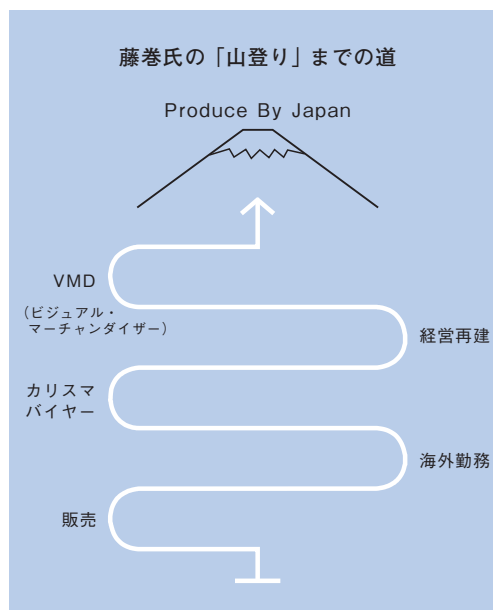 藤巻氏の「山登り」までの道
Produce By Japan
VMD
（ビジュアル・
マーチャンダイザー）
経営再建
カリスマ
バイヤー
海外勤務
販売